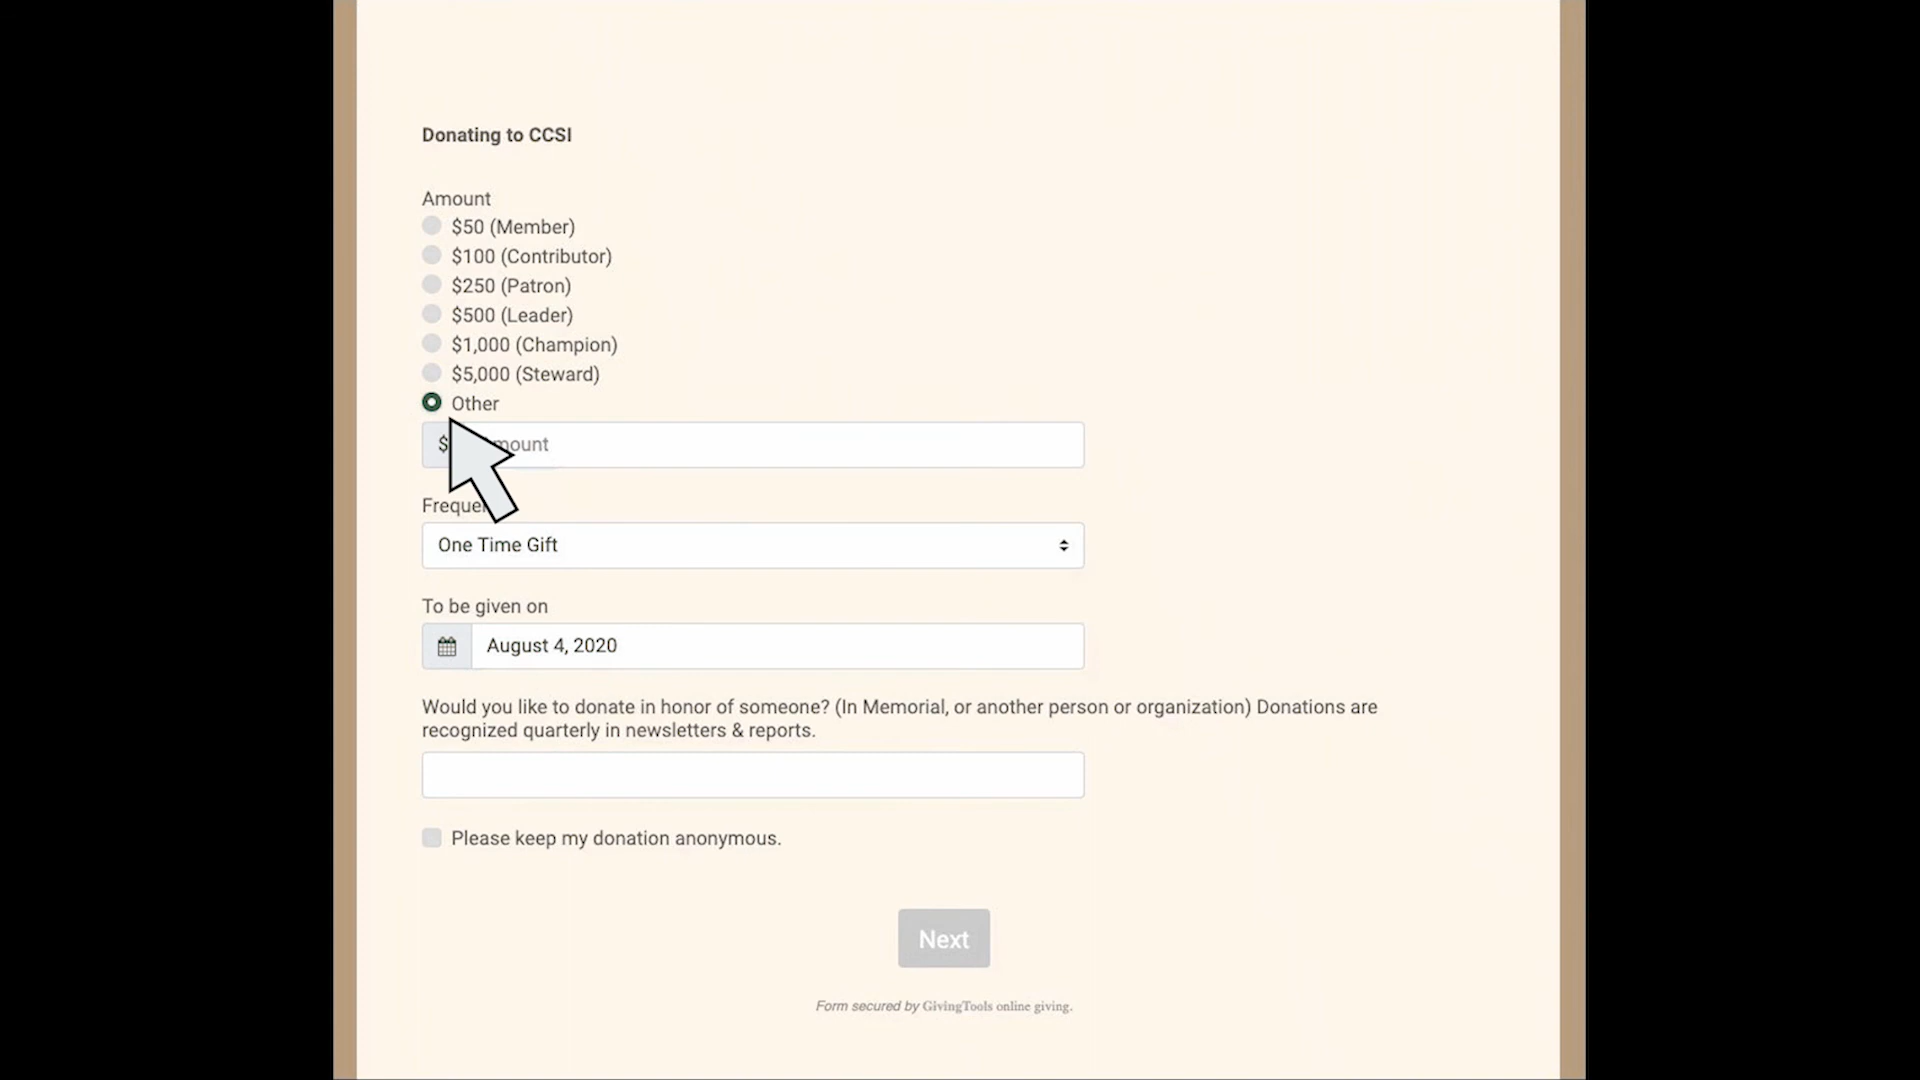 Donating to CCSI
Amount
$50 (Member)
$100 (Contributor)
$250 (Patron)
$500 (Leader)
$1,000 (Champion)
$5,000 (Steward)
Other
$
Frequen
One Time Gift
To be given on
August 4, 2020
Would you like to donate in honor of someone? (In Memorial, or another person or organization) Donations are
recognized quarterly in newsletters & reports.
Please keep my donation anonymous.
Next
Form secured by GivingTools online giving.